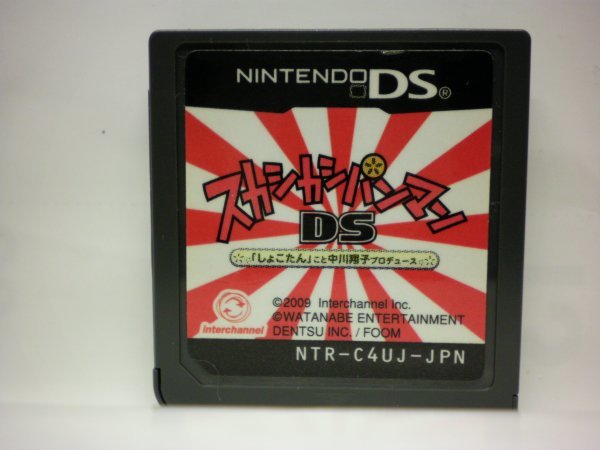 NINTENDO DS®
スカシカシパンマン
DS
「しょこたん」こと中川翔子プロデュース
interchannel
©2009 Interchannel Inc.
©WATANABE ENTERTAINMENT
DENTSU INC. / FOOM
NTR-C4UJ-JPN